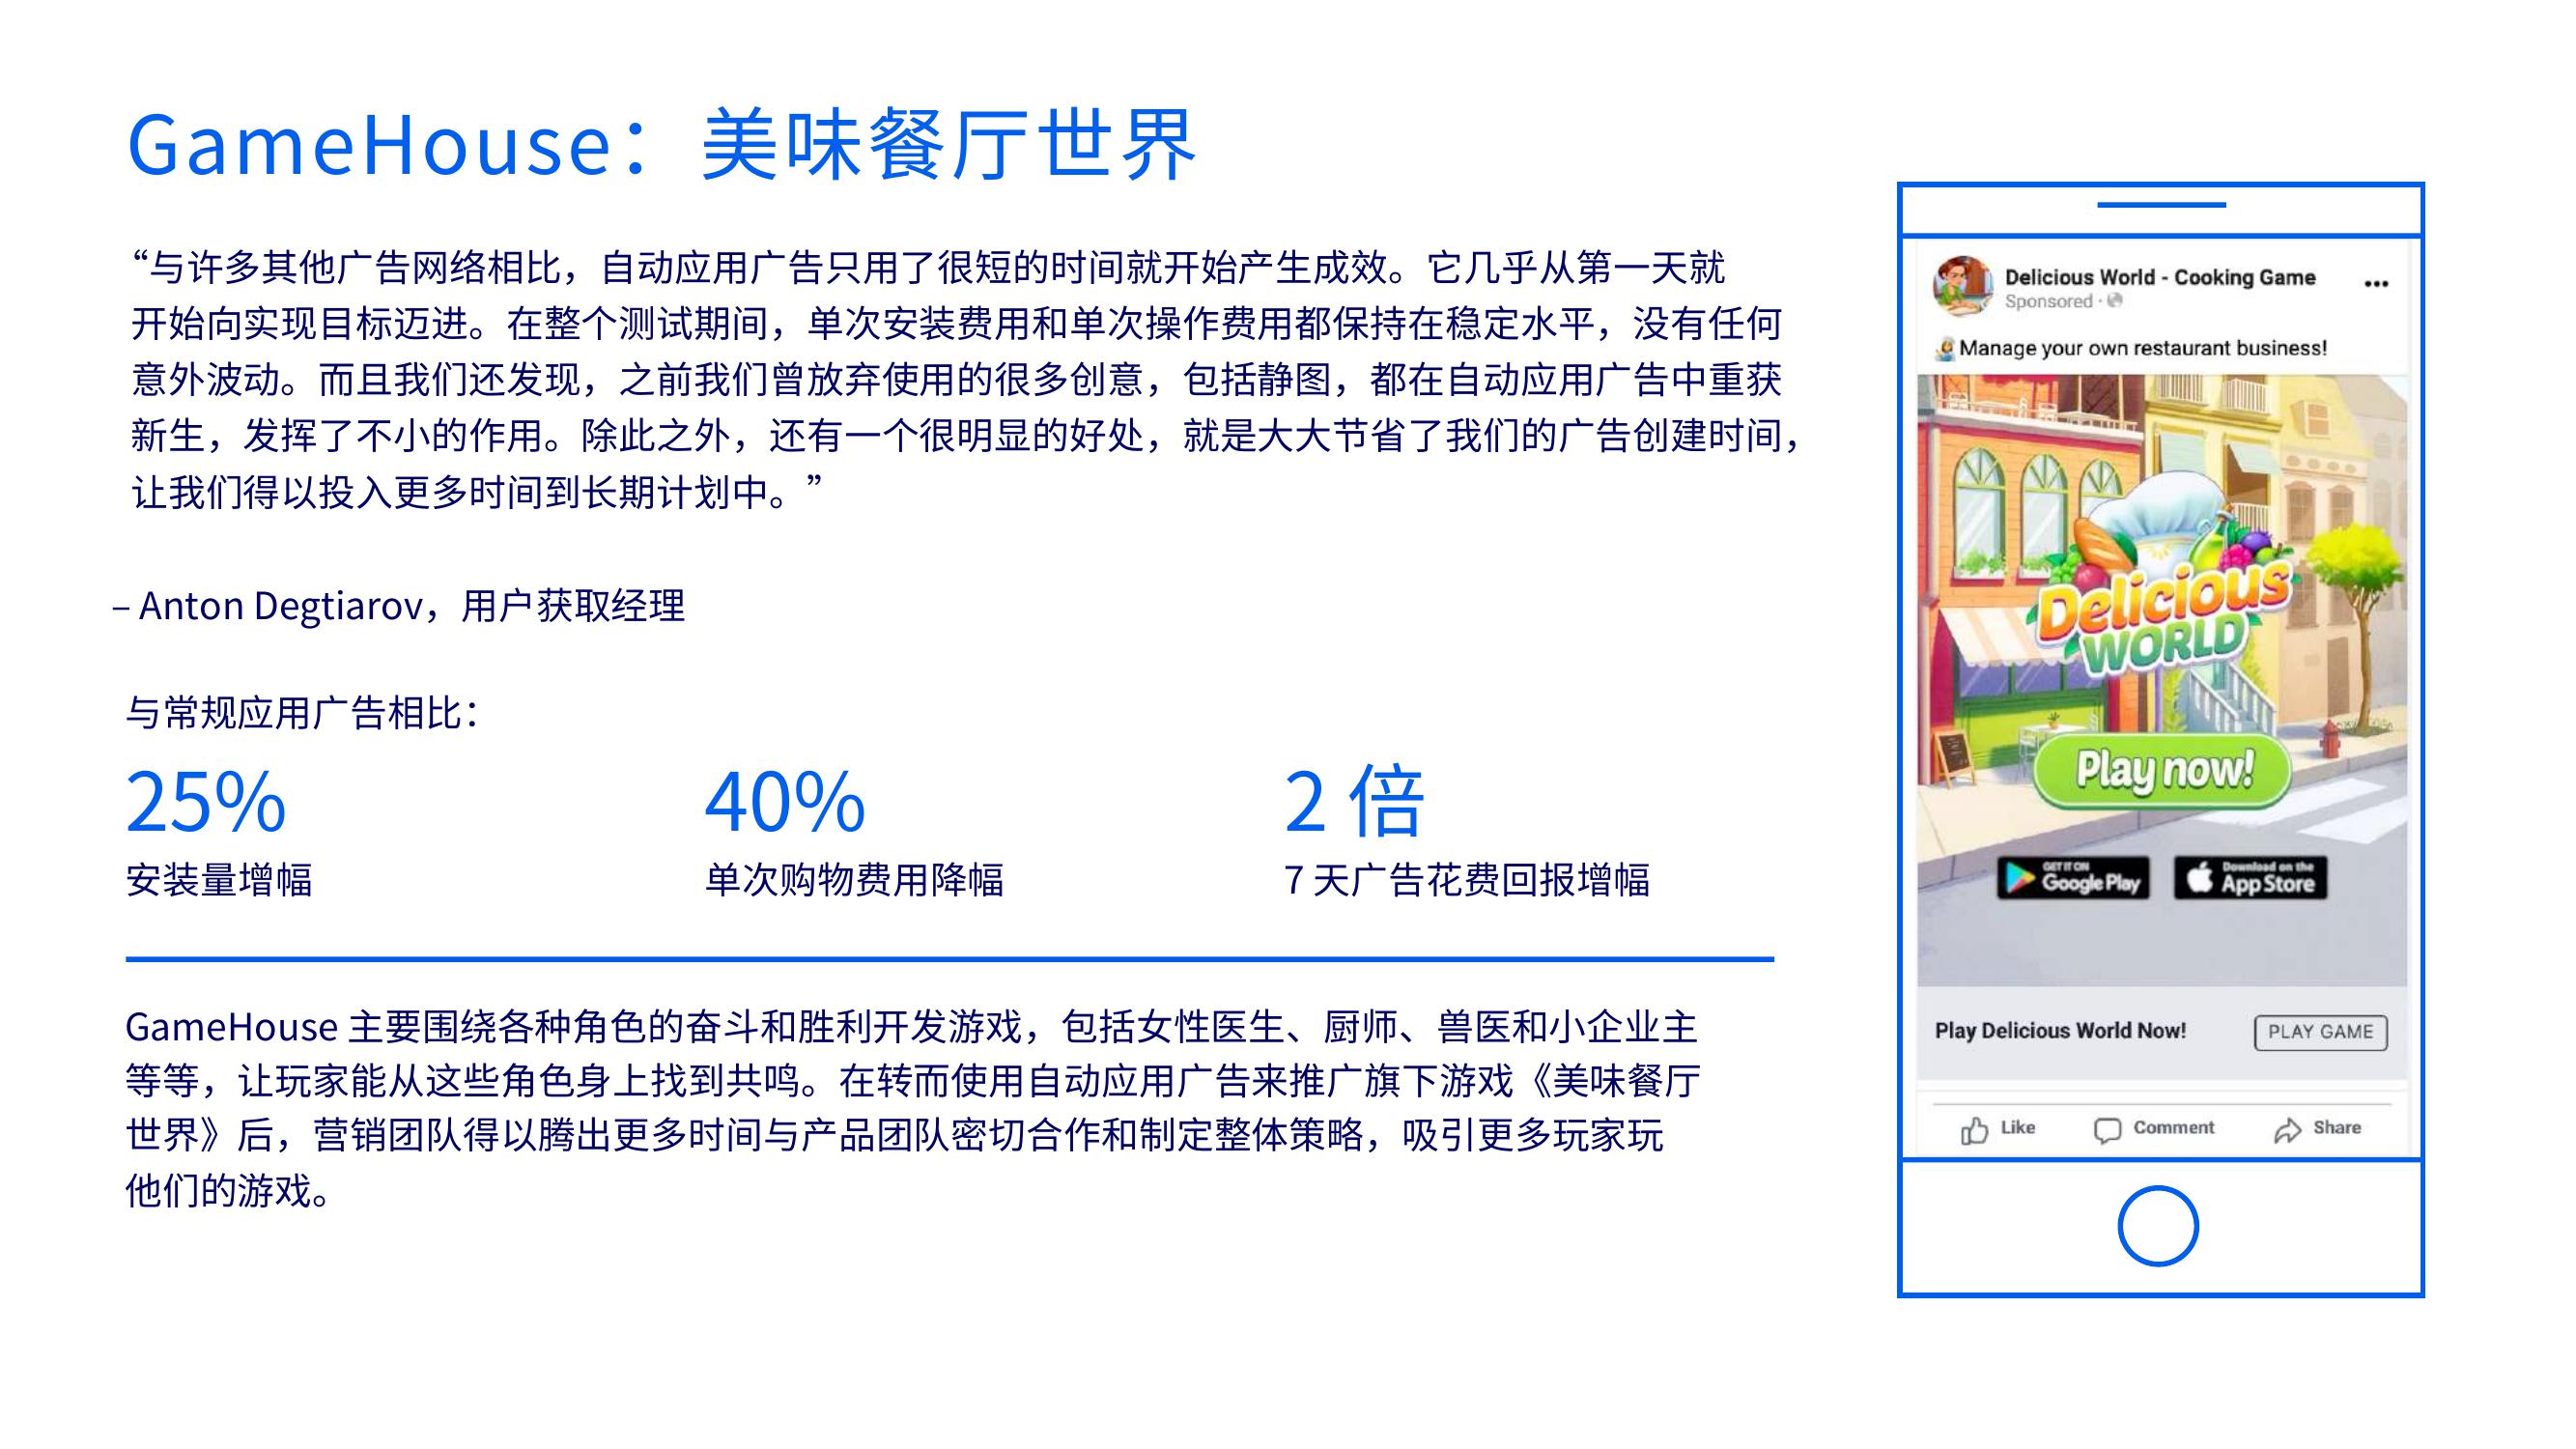 GameHouse：美味餐厅世界
“与许多其他广告网络相比，自动应用广告只用了很短的时间就开始产生成效。它几乎从第一天就
开始向实现目标迈进。在整个测试期间，单次安装费用和单次操作费用都保持在稳定水平，没有任何
意外波动。而且我们还发现，之前我们曾放弃使用的很多创意，包括静图，都在自动应用广告中重获
新生，发挥了不小的作用。除此之外，还有一个很明显的好处，就是大大节省了我们的广告创建时间，
让我们得以投入更多时间到长期计划中。”
– Anton Degtiarov，用户获取经理
与常规应用广告相比：
25%
安装量增幅
40%
单次购物费用降幅
2 倍
7 天广告花费回报增幅
GameHouse 主要围绕各种角色的奋斗和胜利开发游戏，包括女性医生、厨师、兽医和小企业主
等等，让玩家能从这些角色身上找到共鸣。在转而使用自动应用广告来推广旗下游戏《美味餐厅
世界》后，营销团队得以腾出更多时间与产品团队密切合作和制定整体策略，吸引更多玩家玩
他们的游戏。
Delicious World - Cooking Game
Sponsored ·
Manage your own restaurant business!
Delicious
WORLD
Play now!
GET IT ON
Google Play
Download on the
App Store
Play Delicious World Now!
PLAY GAME
Like
Comment
Share